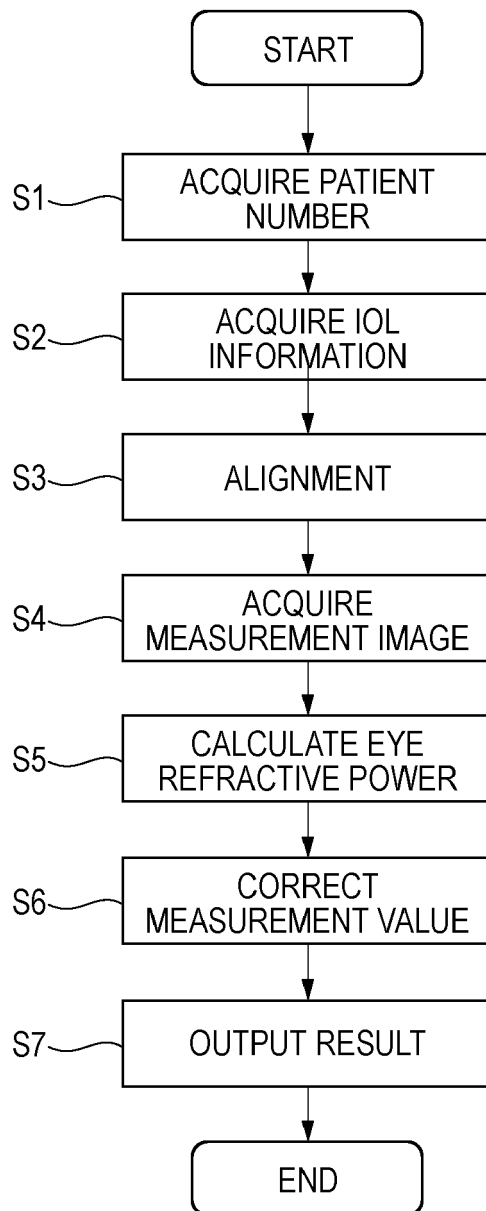 START
S1
ACQUIRE PATIENT
NUMBER
S2
ACQUIRE IOL
INFORMATION
S3
ALIGNMENT
S4
ACQUIRE
MEASUREMENT IMAGE
S5
CALCULATE EYE
REFRACTIVE POWER
S6
CORRECT
MEASUREMENT VALUE
S7
OUTPUT RESULT
END